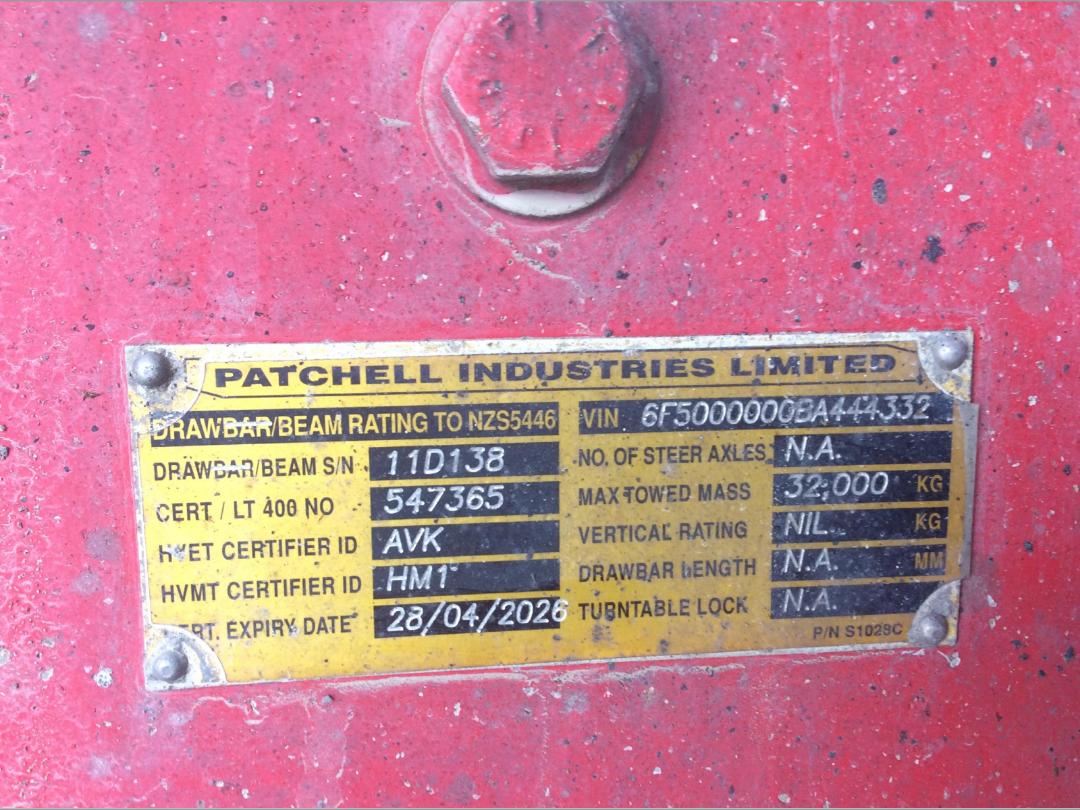 PATCHELL INDUSTRIES LIMITED
DRAWBAR/BEAM RATING TO NZS5446
DRAWBAR/BEAM S/N 11D138
CERT / LT 400 NO 547365
HVET CERTIFIER ID AVK
HVMT CERTIFIER ID HM1
CERT. EXPIRY DATE 28/04/2026
VIN 6F5000000BA444332
NO. OF STEER AXLES N.A.
MAX TOWED MASS 32,000 KG
VERTICAL RATING NIL KG
DRAWBAR LENGTH N.A. MM
TURNTABLE LOCK N.A.
P/N S1028C